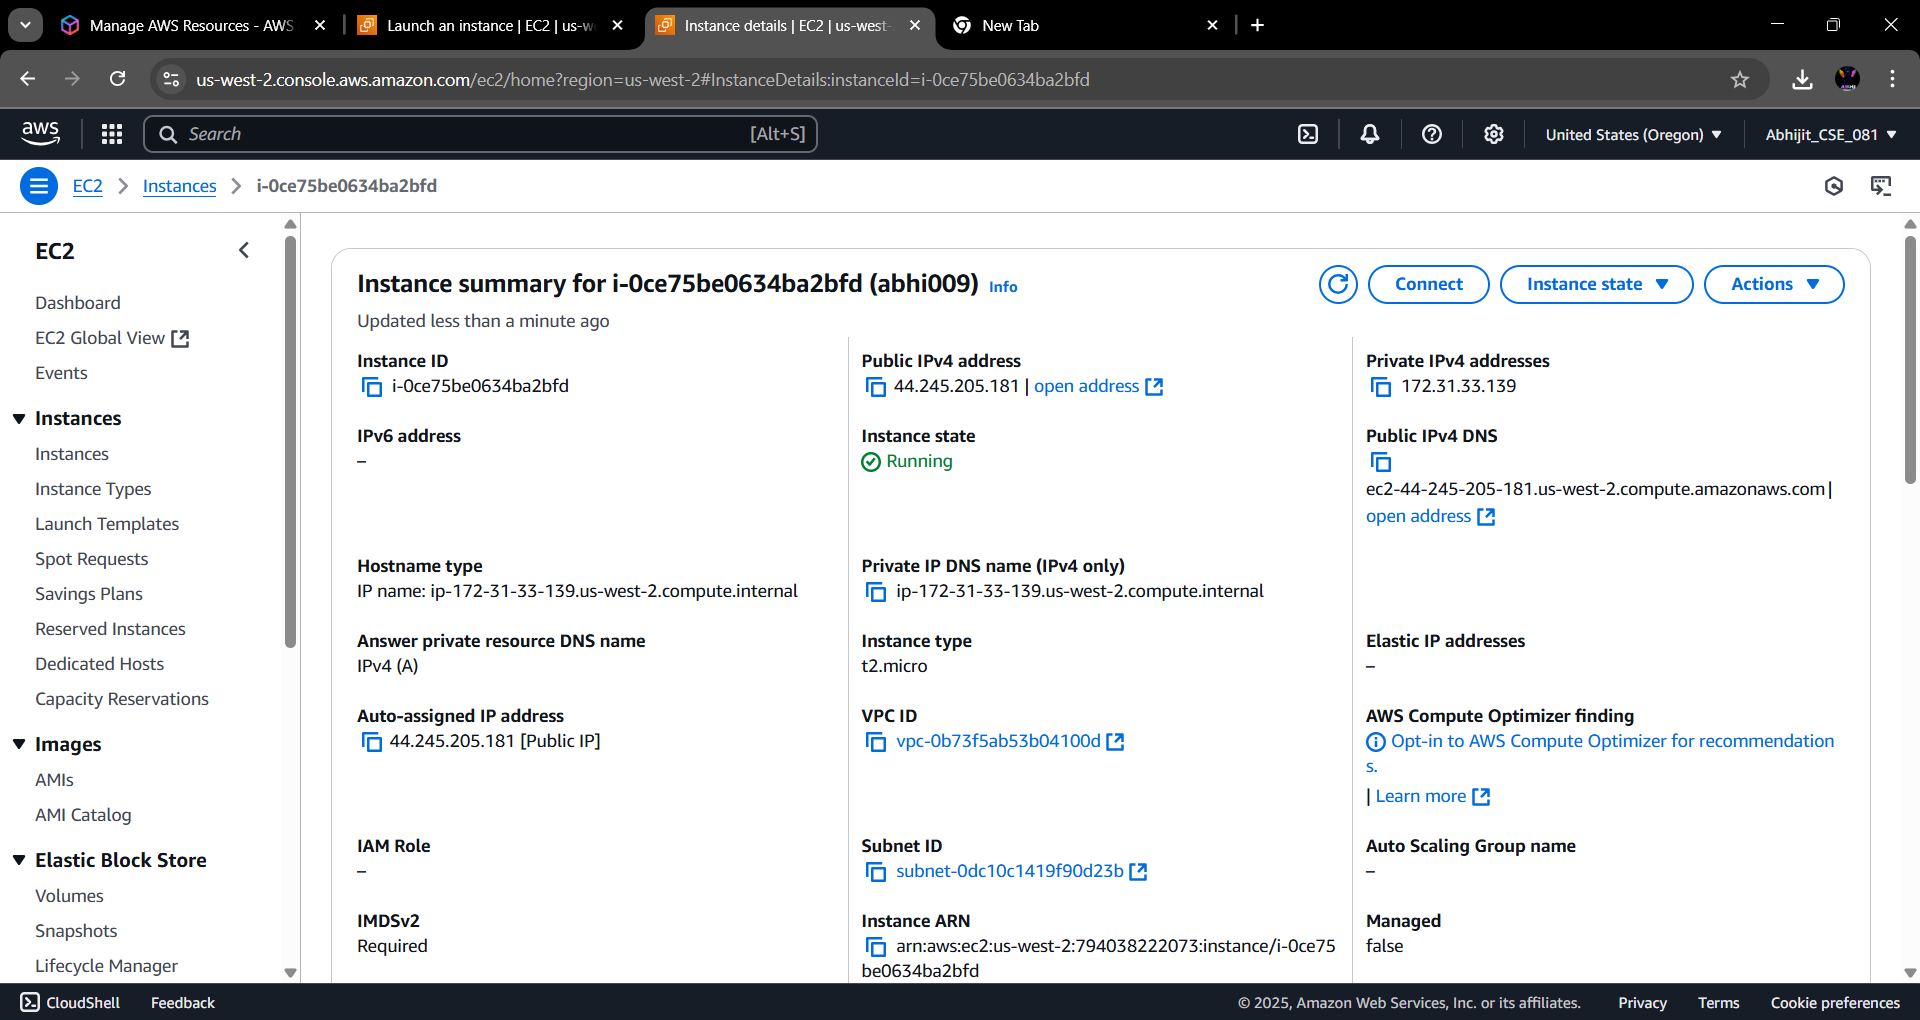 Manage AWS Resources - AWS
Launch an instance | EC2 | us-w
Instance details | EC2 | us-west-
New Tab
us-west-2.console.aws.amazon.com/ec2/home?region=us-west-2#InstanceDetails:instanceId=i-0ce75be0634ba2bfd
aws
Search
[Alt+S]
United States (Oregon)
Abhijit_CSE_081
EC2
Instances
i-0ce75be0634ba2bfd
EC2
Dashboard
EC2 Global View
Events
Instances
Instances
Instance Types
Launch Templates
Spot Requests
Savings Plans
Reserved Instances
Dedicated Hosts
Capacity Reservations
Images
AMIs
AMI Catalog
Elastic Block Store
Volumes
Snapshots
Lifecycle Manager
Instance summary for i-0ce75be0634ba2bfd (abhi009) Info
Updated less than a minute ago
Connect
Instance state
Actions
Instance ID
i-0ce75be0634ba2bfd
Public IPv4 address
44.245.205.181 | open address
Private IPv4 addresses
172.31.33.139
IPv6 address
–
Instance state
Running
Public IPv4 DNS
ec2-44-245-205-181.us-west-2.compute.amazonaws.com |
open address
Hostname type
IP name: ip-172-31-33-139.us-west-2.compute.internal
Private IP DNS name (IPv4 only)
ip-172-31-33-139.us-west-2.compute.internal
Answer private resource DNS name
IPv4 (A)
Instance type
t2.micro
Elastic IP addresses
–
Auto-assigned IP address
44.245.205.181 [Public IP]
VPC ID
vpc-0b73f5ab53b04100d
AWS Compute Optimizer finding
Opt-in to AWS Compute Optimizer for recommendation
s.
| Learn more
IAM Role
–
Subnet ID
subnet-0dc10c1419f90d23b
Auto Scaling Group name
–
IMDSv2
Required
Instance ARN
arn:aws:ec2:us-west-2:794038222073:instance/i-0ce75
be0634ba2bfd
Managed
false
CloudShell
Feedback
© 2025, Amazon Web Services, Inc. or its affiliates.
Privacy
Terms
Cookie preferences